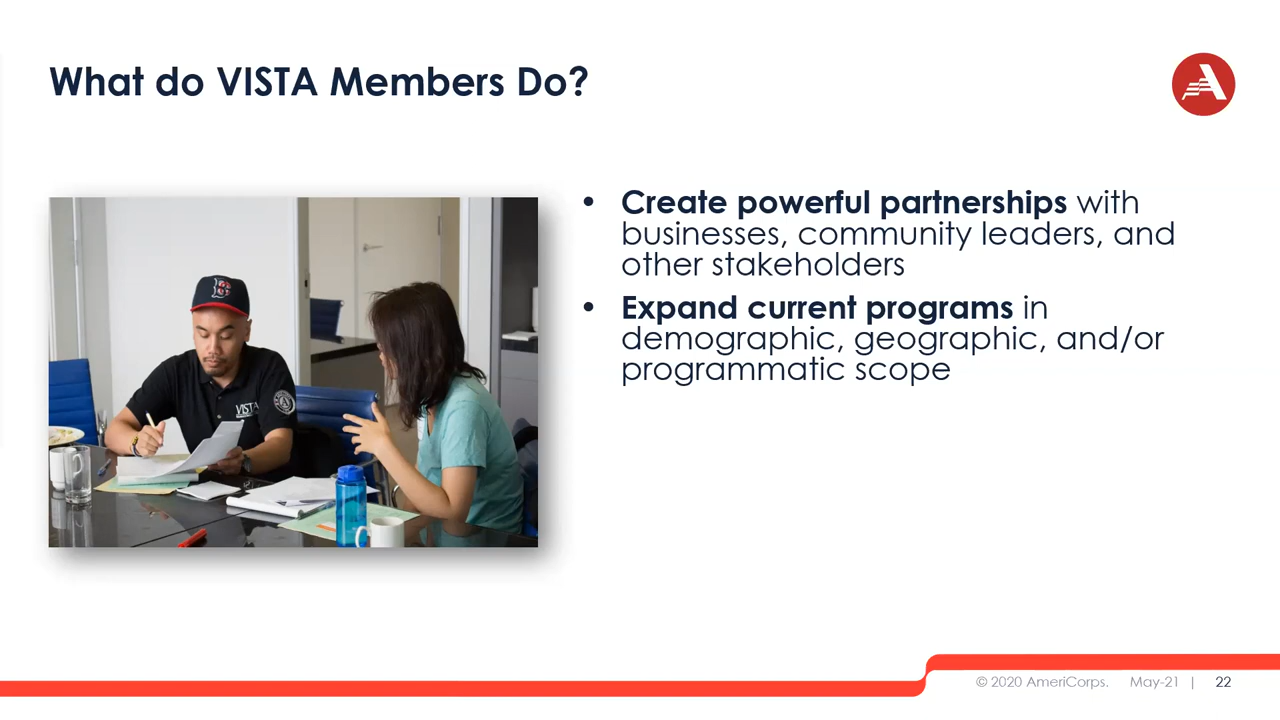 What do VISTA Members Do?
• Create powerful partnerships with
businesses, community leaders, and
other stakeholders
• Expand current programs in
demographic, geographic, and/or
programmatic scope
VISTA
© 2020 AmeriCorps. May-21 | 22